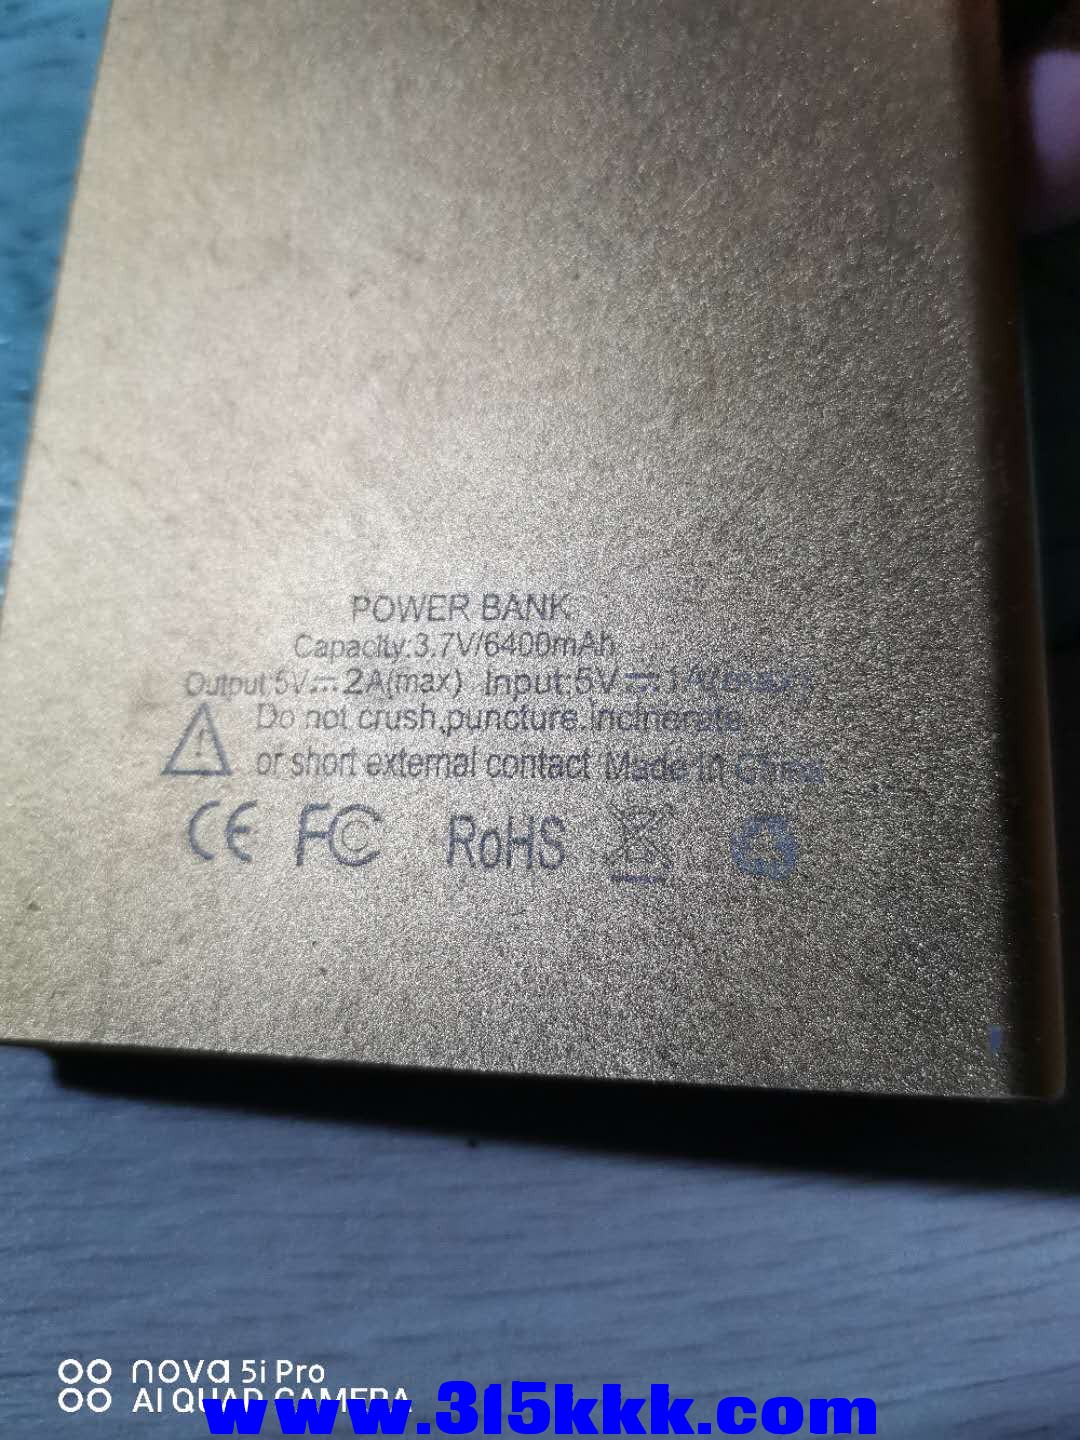 POWER BANK
Capacity:3.7V/6400mAh
Output:5V⎓2A(max) Input:5V⎓1A(max)
Do not crush,puncture.Incinerate
or short external contact Made in China
CE FC RoHS
nova 5i Pro
AI QUAD CAMERA
www.315kkk.com